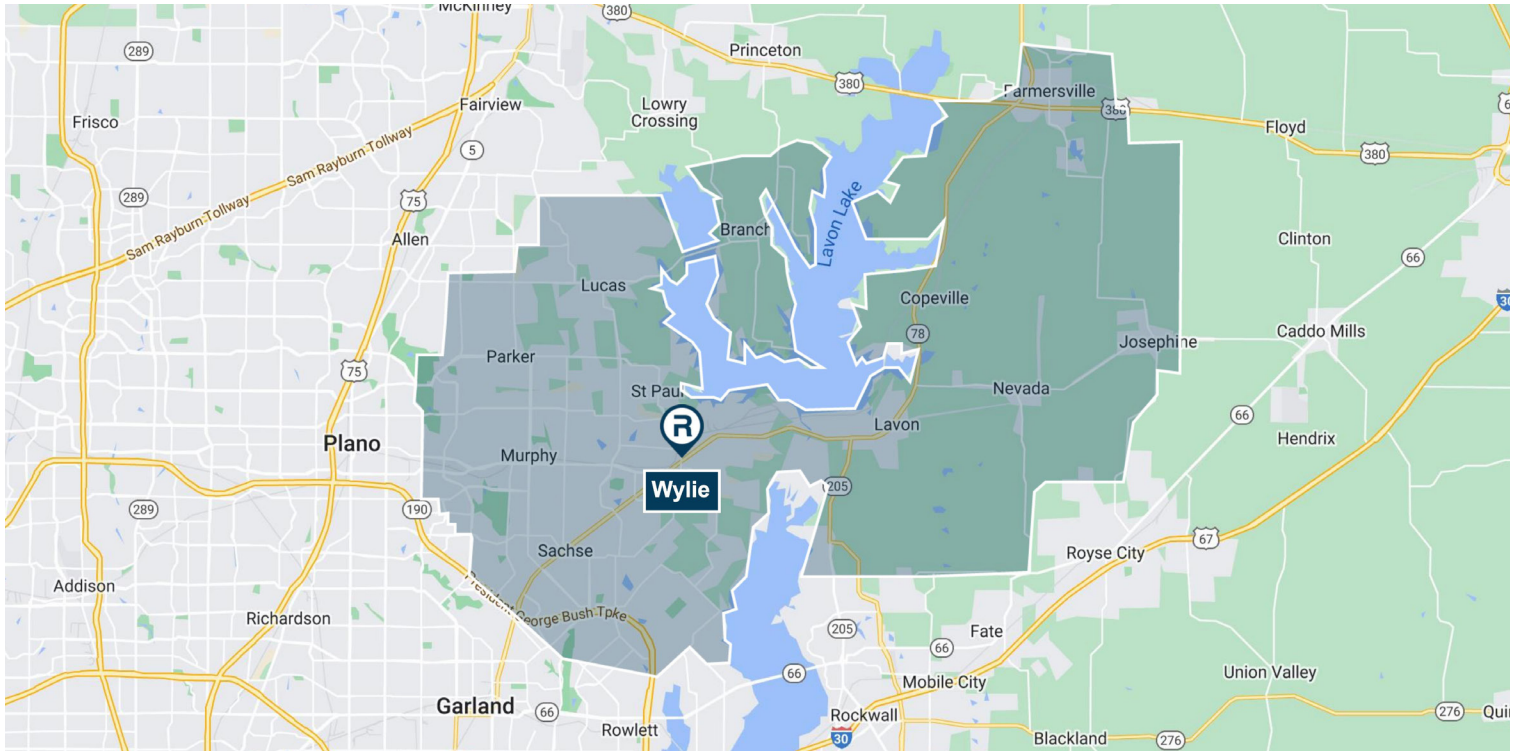 McKinney
380
289
Princeton
380
Farmersville
380
Fairview
Lowry
Crossing
Frisco
Floyd
380
5
Sam Rayburn Tollway
75
289
Sam Rayburn Tollway
Allen
Lavon Lake
Branch
Clinton
66
Lucas
Copeville
30
78
Caddo Mills
Josephine
Parker
75
St Paul
Nevada
R
66
Lavon
Plano
Hendrix
Murphy
Wylie
205
289
190
67
Sachse
Royse City
Addison
President George Bush Tpke
Richardson
205
Fate
66
66
Union Valley
Mobile City
Garland
66
Rockwall
276
Rowlett
30
Blackland
276